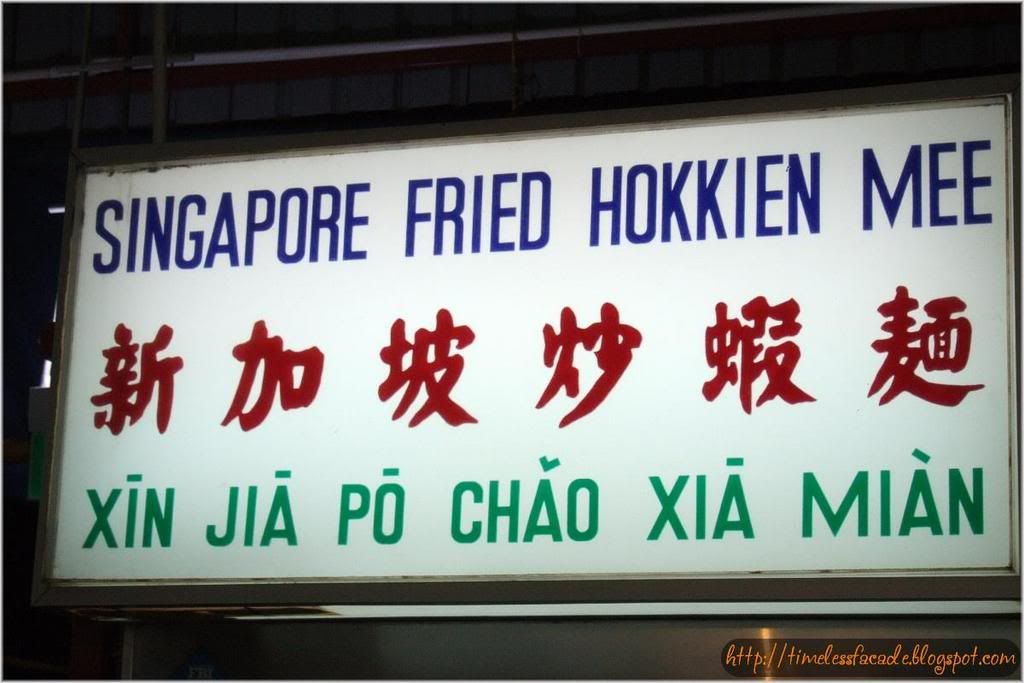 SINGAPORE FRIED HOKKIEN MEE
新加坡炒蝦麵
XĪN JIĀ PŌ CHǍO XIĀ MIÀN
http://timelessfacade.blogspot.com